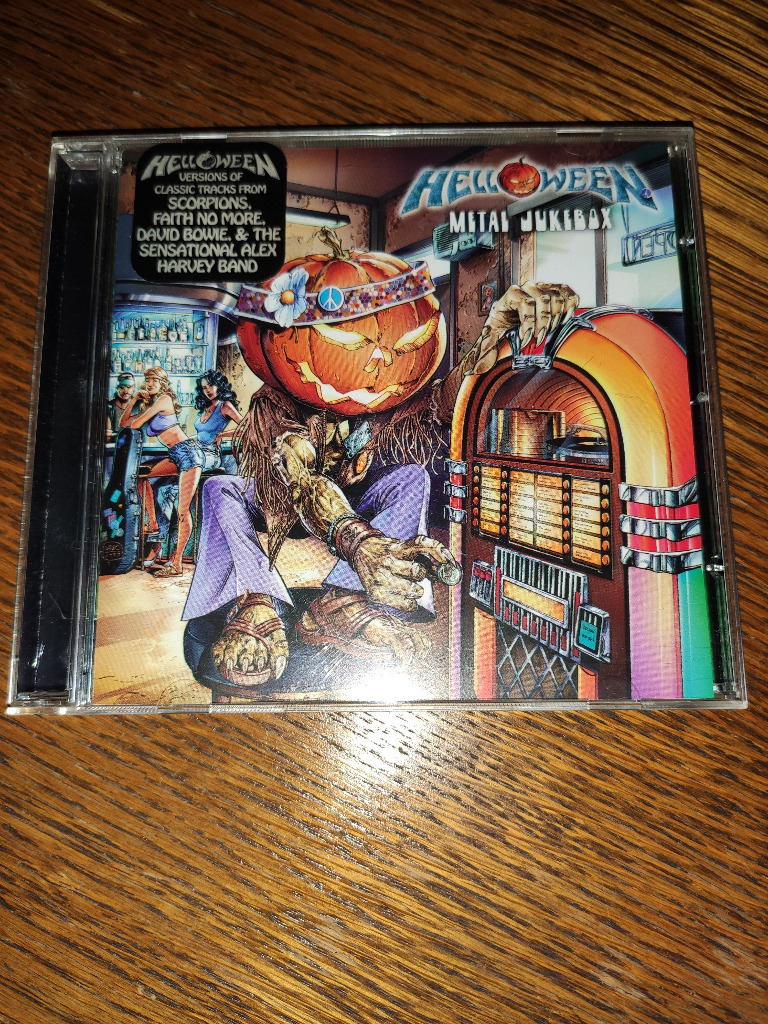 HELLOWEEN
VERSIONS OF
CLASSIC TRACKS FROM
SCORPIONS,
FAITH NO MORE,
DAVID BOWIE, & THE
SENSATIONAL ALEX
HARVEY BAND
HELLOWEEN
METAL JUKEBOX
OPEN